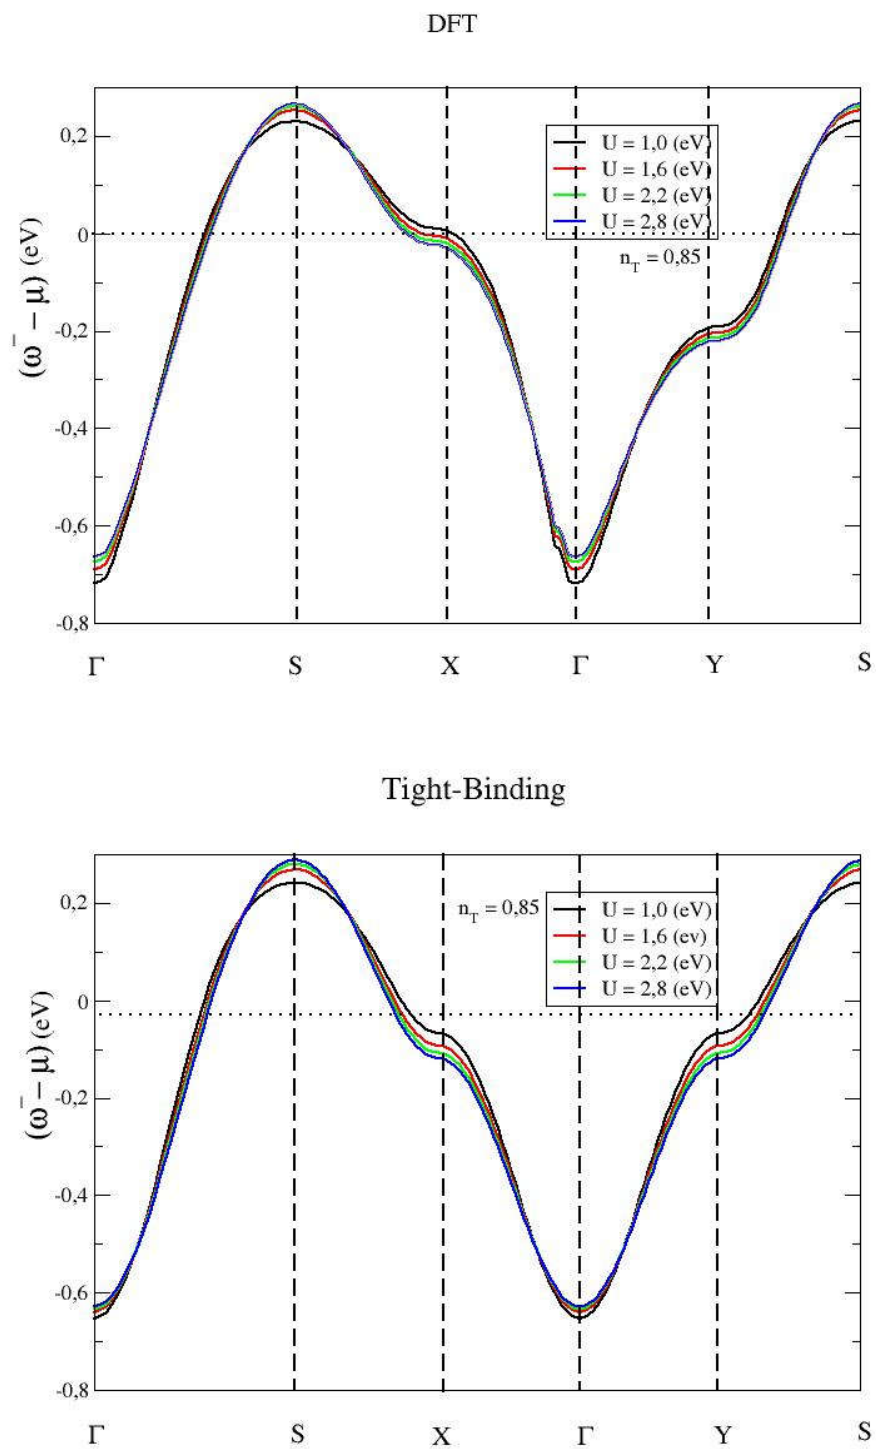 DFT
0,2
0
-0,2
-0,4
-0,6
-0,8
(ω⁻ – μ) (eV)
U = 1,0 (eV)
U = 1,6 (eV)
U = 2,2 (eV)
U = 2,8 (eV)
n_T = 0,85
Γ S X Γ Y S
Tight-Binding
0,2
0
-0,2
-0,4
-0,6
-0,8
(ω⁻ – μ) (eV)
n_T = 0,85
U = 1,0 (eV)
U = 1,6 (ev)
U = 2,2 (eV)
U = 2,8 (eV)
Γ S X Γ Y S